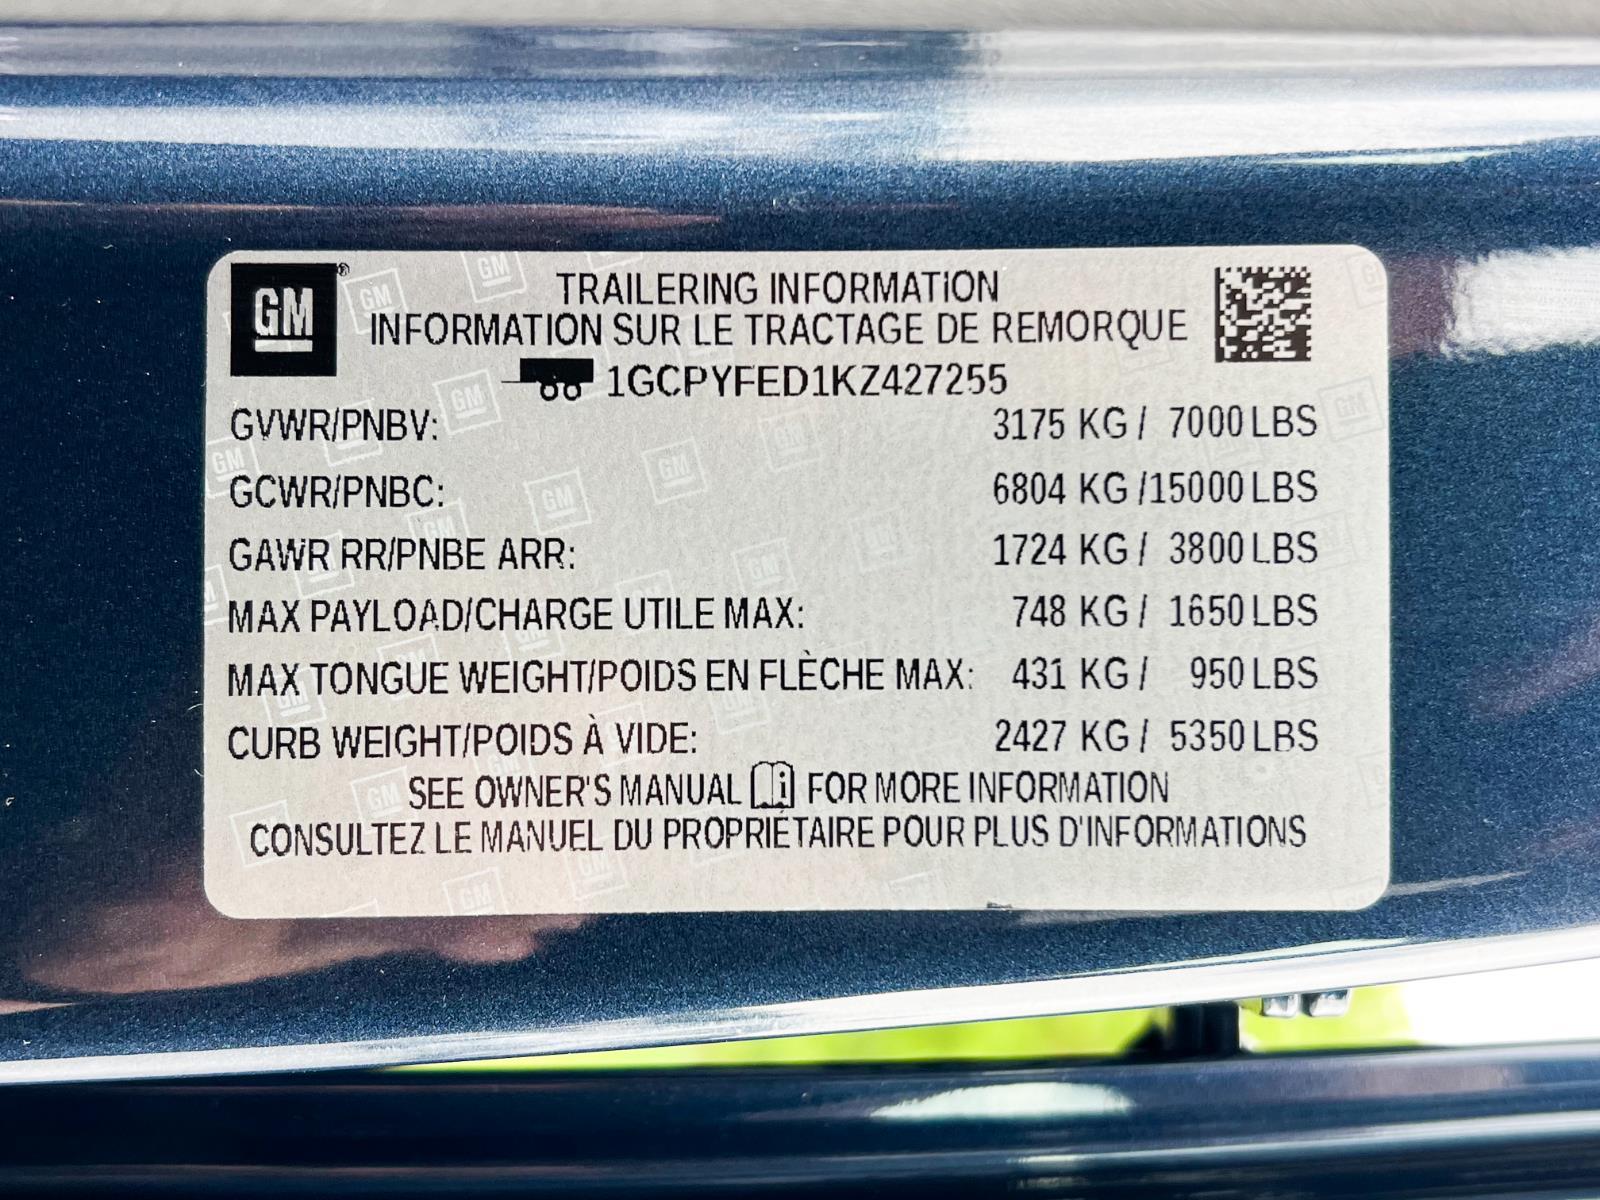 GM®
TRAILERING INFORMATION
INFORMATION SUR LE TRACTAGE DE REMORQUE
1GCPYFED1KZ427255
GVWR/PNBV: 3175 KG / 7000 LBS
GCWR/PNBC: 6804 KG /15000 LBS
GAWR RR/PNBE ARR: 1724 KG / 3800 LBS
MAX PAYLOAD/CHARGE UTILE MAX: 748 KG / 1650 LBS
MAX TONGUE WEIGHT/POIDS EN FLÈCHE MAX: 431 KG / 950 LBS
CURB WEIGHT/POIDS À VIDE: 2427 KG / 5350 LBS
SEE OWNER'S MANUAL FOR MORE INFORMATION
CONSULTEZ LE MANUEL DU PROPRIÉTAIRE POUR PLUS D'INFORMATIONS